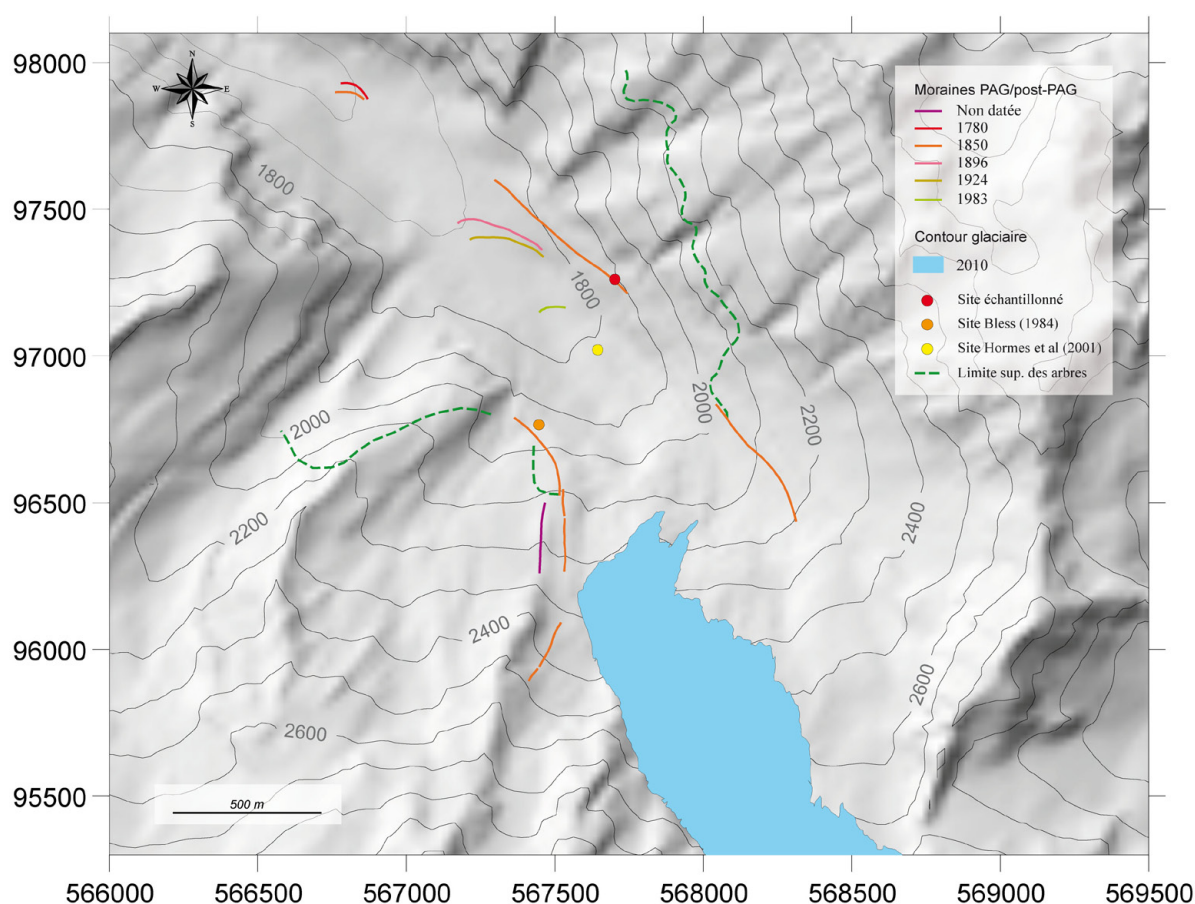 98000
97500
97000
96500
96000
95500
566000
566500
567000
567500
568000
568500
569000
569500
N
W
E
S
1800
1800
2000
2000
2200
2200
2400
2400
2600
2600
500 m
Moraines PAG/post-PAG
Non datée
1780
1850
1896
1924
1983
Contour glaciaire
2010
Site échantillonné
Site Bless (1984)
Site Hormes et al (2001)
Limite sup. des arbres